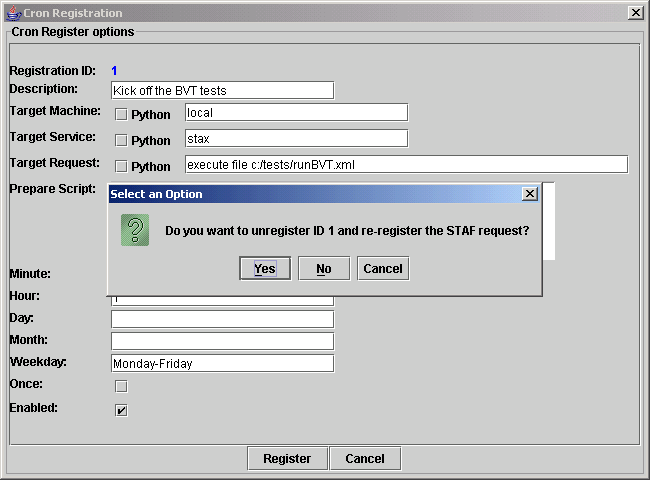 Cron Registration
Cron Register options
Registration ID: 1
Description: Kick off the BVT tests
Target Machine: Python local
Target Service: Python stax
Target Request: Python execute file c:/tests/runBVT.xml
Prepare Script:
Select an Option
Do you want to unregister ID 1 and re-register the STAF request?
Yes No Cancel
Minute:
Hour:
Day:
Month:
Weekday: Monday-Friday
Once:
Enabled:
Register Cancel